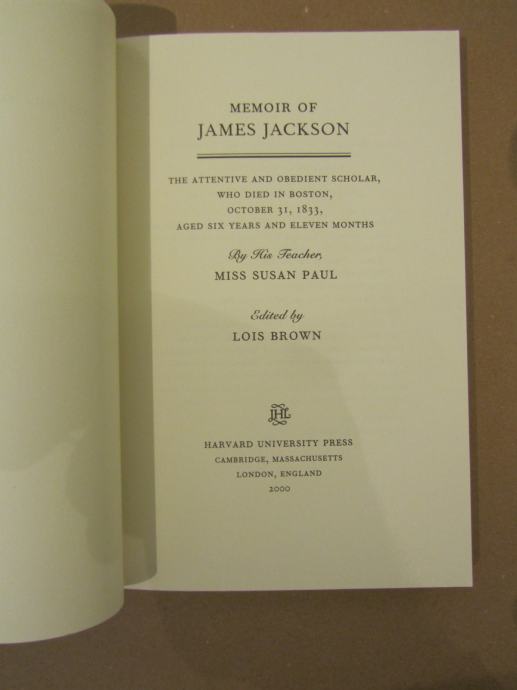 MEMOIR OF
JAMES JACKSON
THE ATTENTIVE AND OBEDIENT SCHOLAR,
WHO DIED IN BOSTON,
OCTOBER 31, 1833,
AGED SIX YEARS AND ELEVEN MONTHS
By His Teacher,
MISS SUSAN PAUL
Edited by
LOIS BROWN
JHL
HARVARD UNIVERSITY PRESS
CAMBRIDGE, MASSACHUSETTS
LONDON, ENGLAND
2000